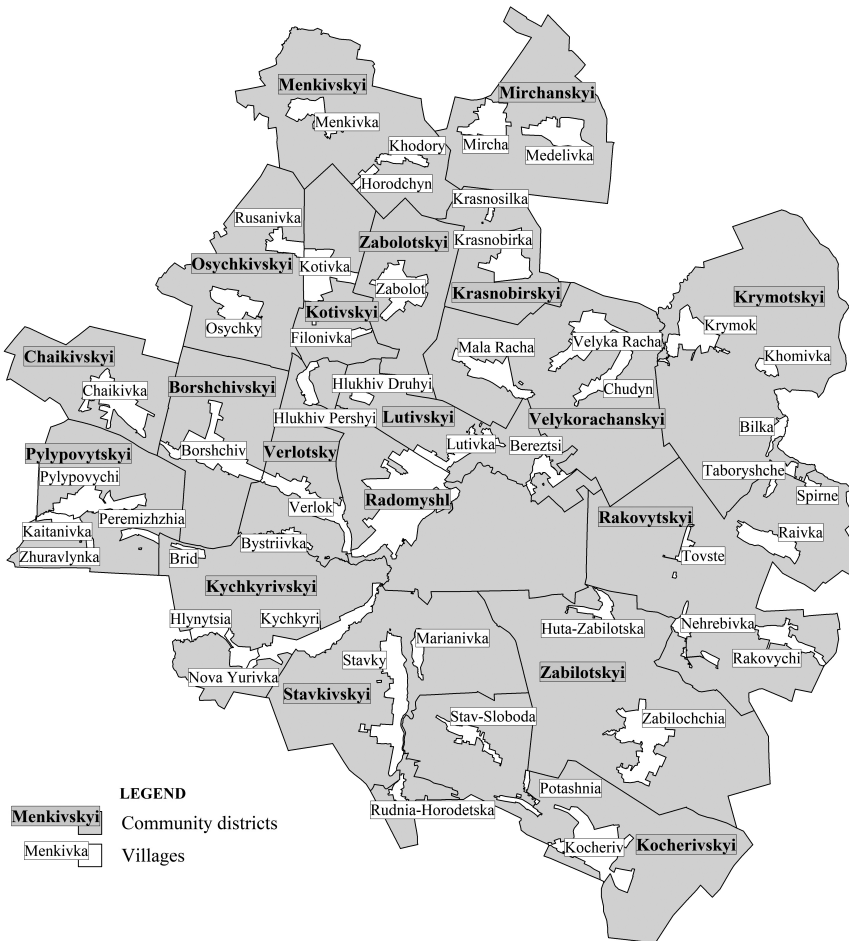 Menkivskyi
Mirchanskyi
Menkivka
Khodory
Mircha
Medelivka
Horodchyn
Krasnosilka
Rusanivka
Krasnobirka
Zabolotskyi
Osychkivskyi
Kotivka
Zabolot
Krasnobirskyi
Krymotskyi
Kotivskyi
Osychky
Krymok
Filonivka
Velyka Racha
Mala Racha
Chaikivskyi
Khomivka
Borshchivskyi
Hlukhiv Druhyi
Chaikivka
Chudyn
Hlukhiv Pershyi
Lutivskyi
Velykorachanskyi
Bilka
Lutivka
Bereztsi
Pylypovytskyi
Borshchiv
Verlotsky
Taboryshche
Pylypovychi
Radomyshl
Spirne
Verlok
Peremizhzhia
Rakovytskyi
Kaitanivka
Raivka
Bystriivka
Zhuravlynka
Brid
Tovste
Kychkyrivskyi
Hlynytsia
Kychkyri
Huta-Zabilotska
Nehrebivka
Marianivka
Stavky
Rakovychi
Nova Yurivka
Zabilotskyi
Stavkivskyi
Stav-Sloboda
Zabilochchia
Potashnia
Rudnia-Horodetska
Kocheriv
Kocherivskyi
LEGEND
Menkivskyi Community districts
Menkivka Villages